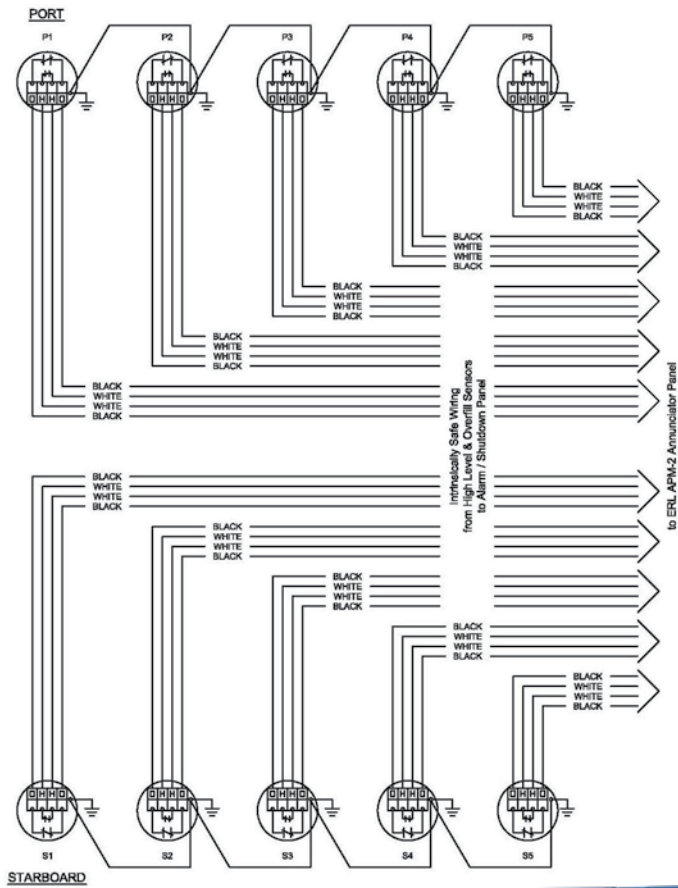 PORT
P1 P2 P3 P4 P5
O H H O O H H O O H H O O H H O O H H O
BLACK
WHITE
WHITE
BLACK
BLACK
WHITE
WHITE
BLACK
BLACK
WHITE
WHITE
BLACK
BLACK
WHITE
WHITE
BLACK
BLACK
WHITE
WHITE
BLACK
Intrinsically Safe Wiring
from High Level & Overfill Sensors
to Alarm / Shutdown Panel
to ERL APM-2 Annunciator Panel
BLACK
WHITE
WHITE
BLACK
BLACK
WHITE
WHITE
BLACK
BLACK
WHITE
WHITE
BLACK
BLACK
WHITE
WHITE
BLACK
BLACK
WHITE
WHITE
BLACK
O H H O O H H O O H H O O H H O O H H O
S1 S2 S3 S4 S5
STARBOARD